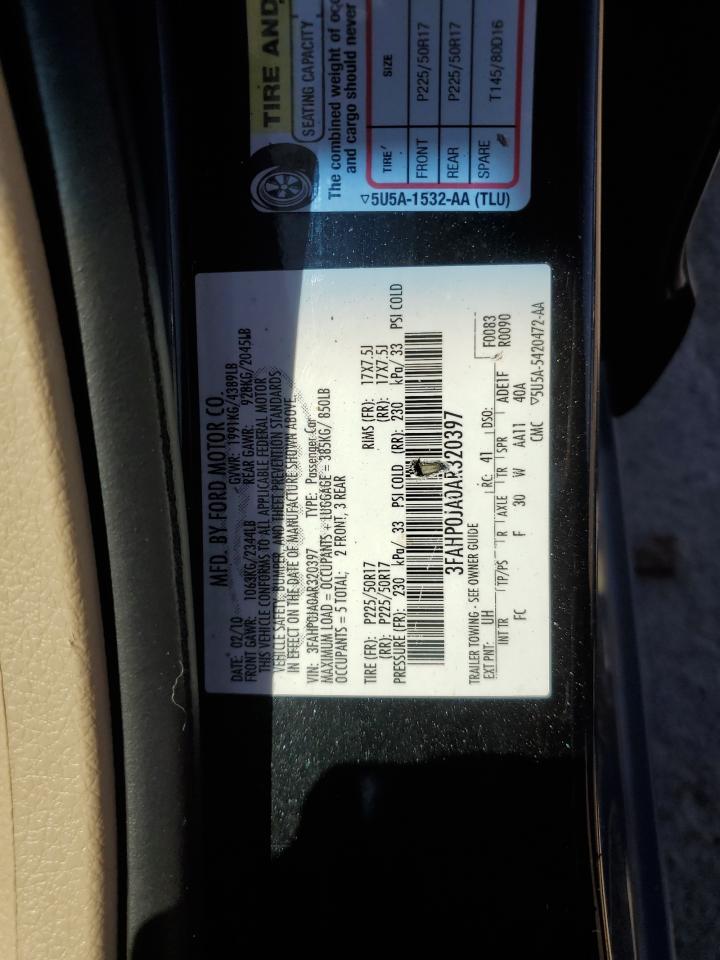 MFD. BY FORD MOTOR CO.
DATE: 02/10 GVWR: 1991KG/4389LB
FRONT GAWR: 1063KG/2344LB REAR GAWR: 928KG/2045LB
THIS VEHICLE CONFORMS TO ALL APPLICABLE FEDERAL MOTOR
VEHICLE SAFETY, BUMPER, AND THEFT PREVENTION STANDARDS
IN EFFECT ON THE DATE OF MANUFACTURE SHOWN ABOVE
VIN: 3FAHP0JA0AR320397 TYPE: Passenger Car
MAXIMUM LOAD = OCCUPANTS + LUGGAGE = 385KG/ 850LB
OCCUPANTS = 5 TOTAL; 2 FRONT, 3 REAR
TIRE (FR): P225/50R17 RIMS (FR): 17X7.5J
(RR): P225/50R17 (RR): 17X7.5J
PRESSURE (FR): 230 kPa/ 33 PSI COLD (RR): 230 kPa/ 33 PSI COLD
3FAHP0JA0AR320397
F0083
R0090
TRAILER TOWING - SEE OWNER GUIDE
EXT PNT: UH RC: 41 DSO:
INT TR TP/PS R AXLE TR SPR ADE1F
FC F 30 W AA11 40A
CMC ▽5U5A-5420472-AA
TIRE AND
SEATING CAPACITY
The combined weight of occ
and cargo should never
TIRE SIZE
FRONT P225/50R17
REAR P225/50R17
SPARE T145/80D16
▽5U5A-1532-AA (TLU)